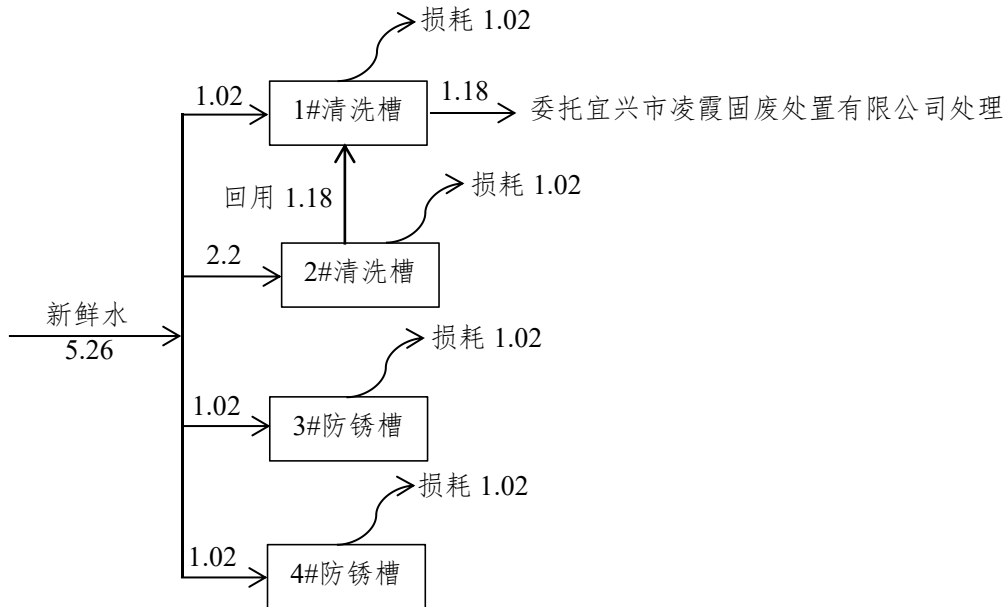 损耗 1.02
1.02
1#清洗槽
1.18
委托宜兴市凌霞固废处置有限公司处理
回用 1.18
损耗 1.02
2.2
2#清洗槽
新鲜水
5.26
损耗 1.02
1.02
3#防锈槽
损耗 1.02
1.02
4#防锈槽